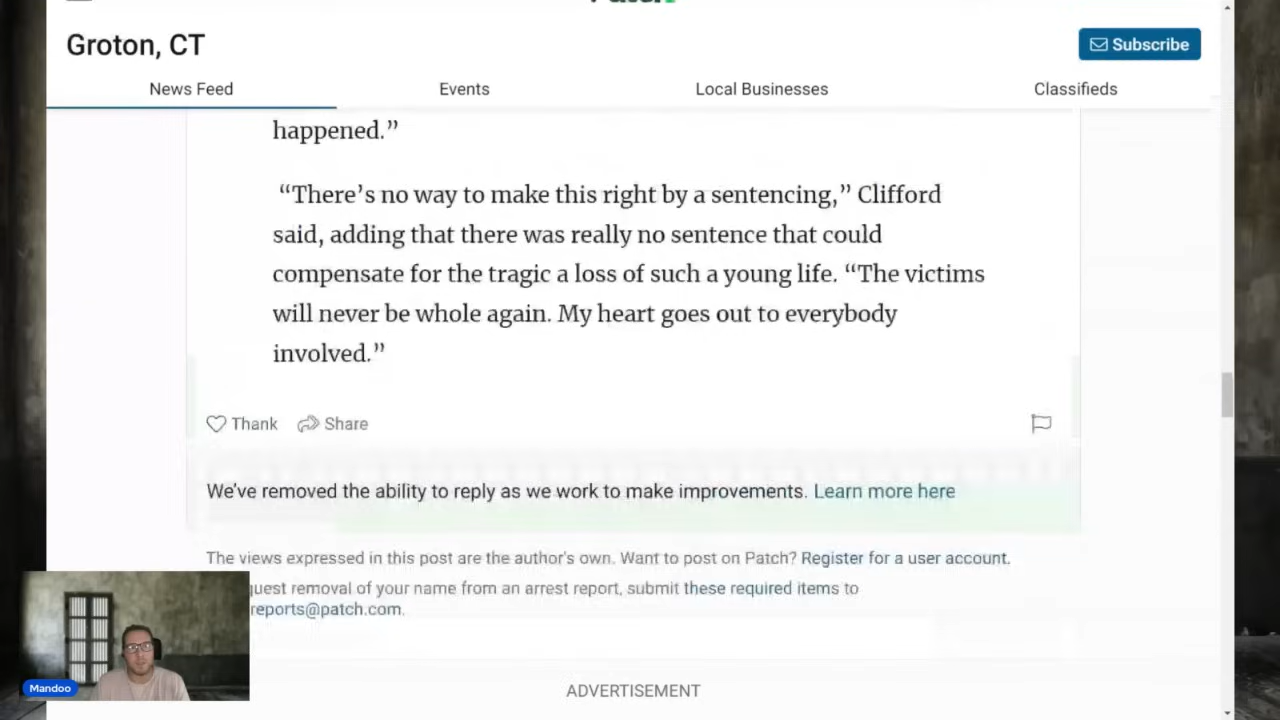 Groton, CT
Subscribe
News Feed
Events
Local Businesses
Classifieds
happened.”
“There’s no way to make this right by a sentencing,” Clifford
said, adding that there was really no sentence that could
compensate for the tragic a loss of such a young life. “The victims
will never be whole again. My heart goes out to everybody
involved.”
Thank
Share
We’ve removed the ability to reply as we work to make improvements. Learn more here
The views expressed in this post are the author's own. Want to post on Patch? Register for a user account.
removal of your name from an arrest report, submit these required items to
reports@patch.com.
Mandoo
ADVERTISEMENT